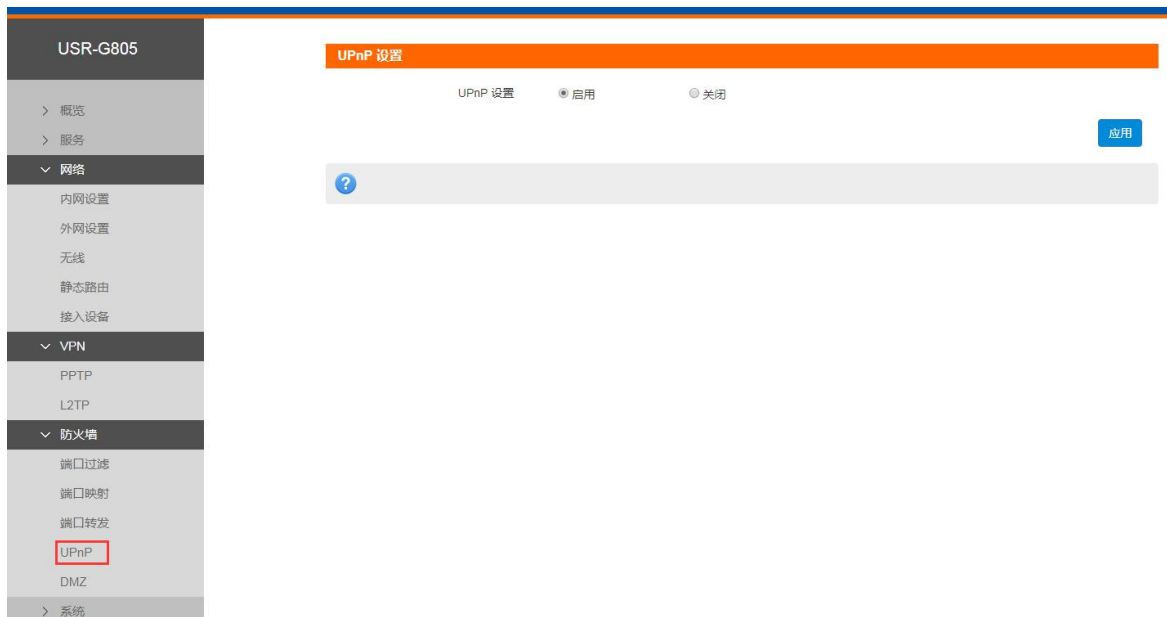 USR-G805
概览
服务
网络
内网设置
外网设置
无线
静态路由
接入设备
VPN
PPTP
L2TP
防火墙
端口过滤
端口映射
端口转发
UPnP
DMZ
系统
UPnP 设置
UPnP 设置 启用 关闭
应用